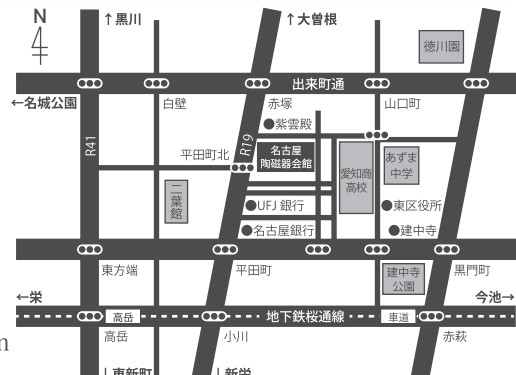 N
↑黒川
↑大曽根
徳川園
出来町通
←名城公園
白壁
赤塚
山口町
紫雲殿
R41
R19
平田町北
名古屋
陶磁器会館
愛知商
高校
あずま
中学
二葉館
UFJ 銀行
東区役所
名古屋銀行
建中寺
東方端
平田町
建中寺
公園
黒門町
←栄
今池→
高岳
地下鉄桜通線
車道
高岳
小川
赤萩
↓東新町
↓新栄